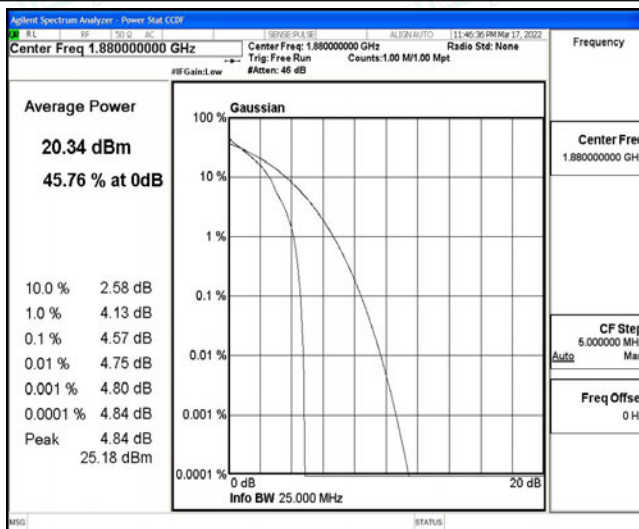 Agilent Spectrum Analyzer - Power Stat CCDF
RL RF 50 Ω AC SENSE:PULSE ALIGN AUTO 11:46:36 PM Mar 17, 2022
Center Freq 1.880000000 GHz
Center Freq: 1.880000000 GHz Radio Std: None
Trig: Free Run Counts:1.00 M/1.00 Mpt
#IFGain:Low #Atten: 46 dB
Frequency
Average Power
20.34 dBm
45.76 % at 0dB
10.0 % 2.58 dB
1.0 % 4.13 dB
0.1 % 4.57 dB
0.01 % 4.75 dB
0.001 % 4.80 dB
0.0001 % 4.84 dB
Peak 4.84 dB
25.18 dBm
Gaussian
100 %
10 %
1 %
0.1 %
0.01 %
0.001 %
0.0001 %
0 dB 20 dB
Info BW 25.000 MHz
Center Freq
1.880000000 GH
CF Step
5.000000 MH
Auto Ma
Freq Offse
0 H
MSG STATUS